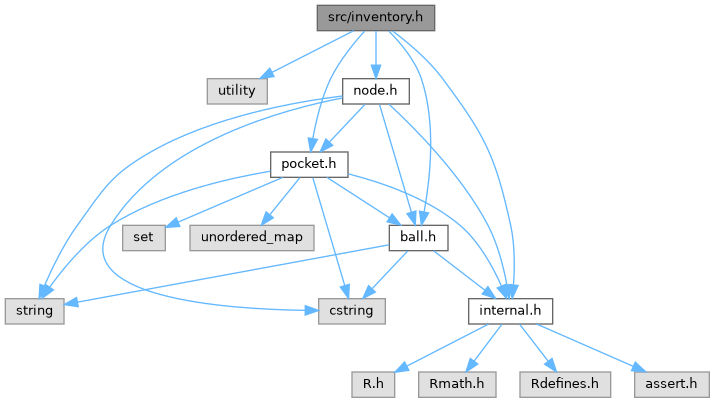 src/inventory.h
utility
node.h
pocket.h
set
unordered_map
ball.h
string
cstring
internal.h
R.h
Rmath.h
Rdefines.h
assert.h